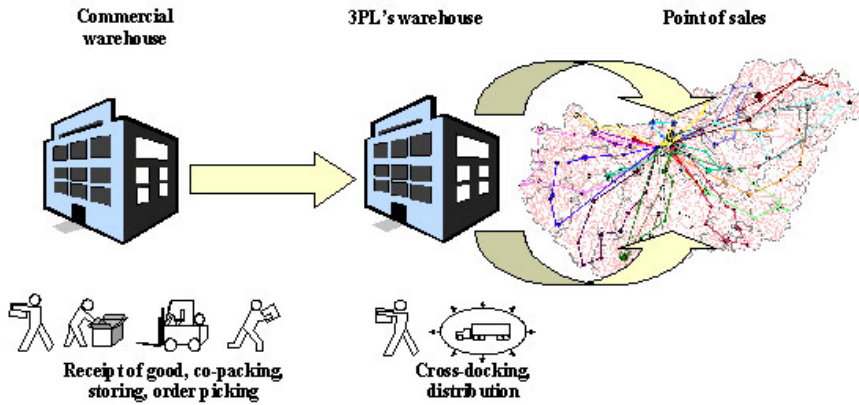 Commercial
warehouse
3PL's warehouse
Point of sales
Receipt of good, co-packing,
storing, order picking
Cross-docking,
distribution